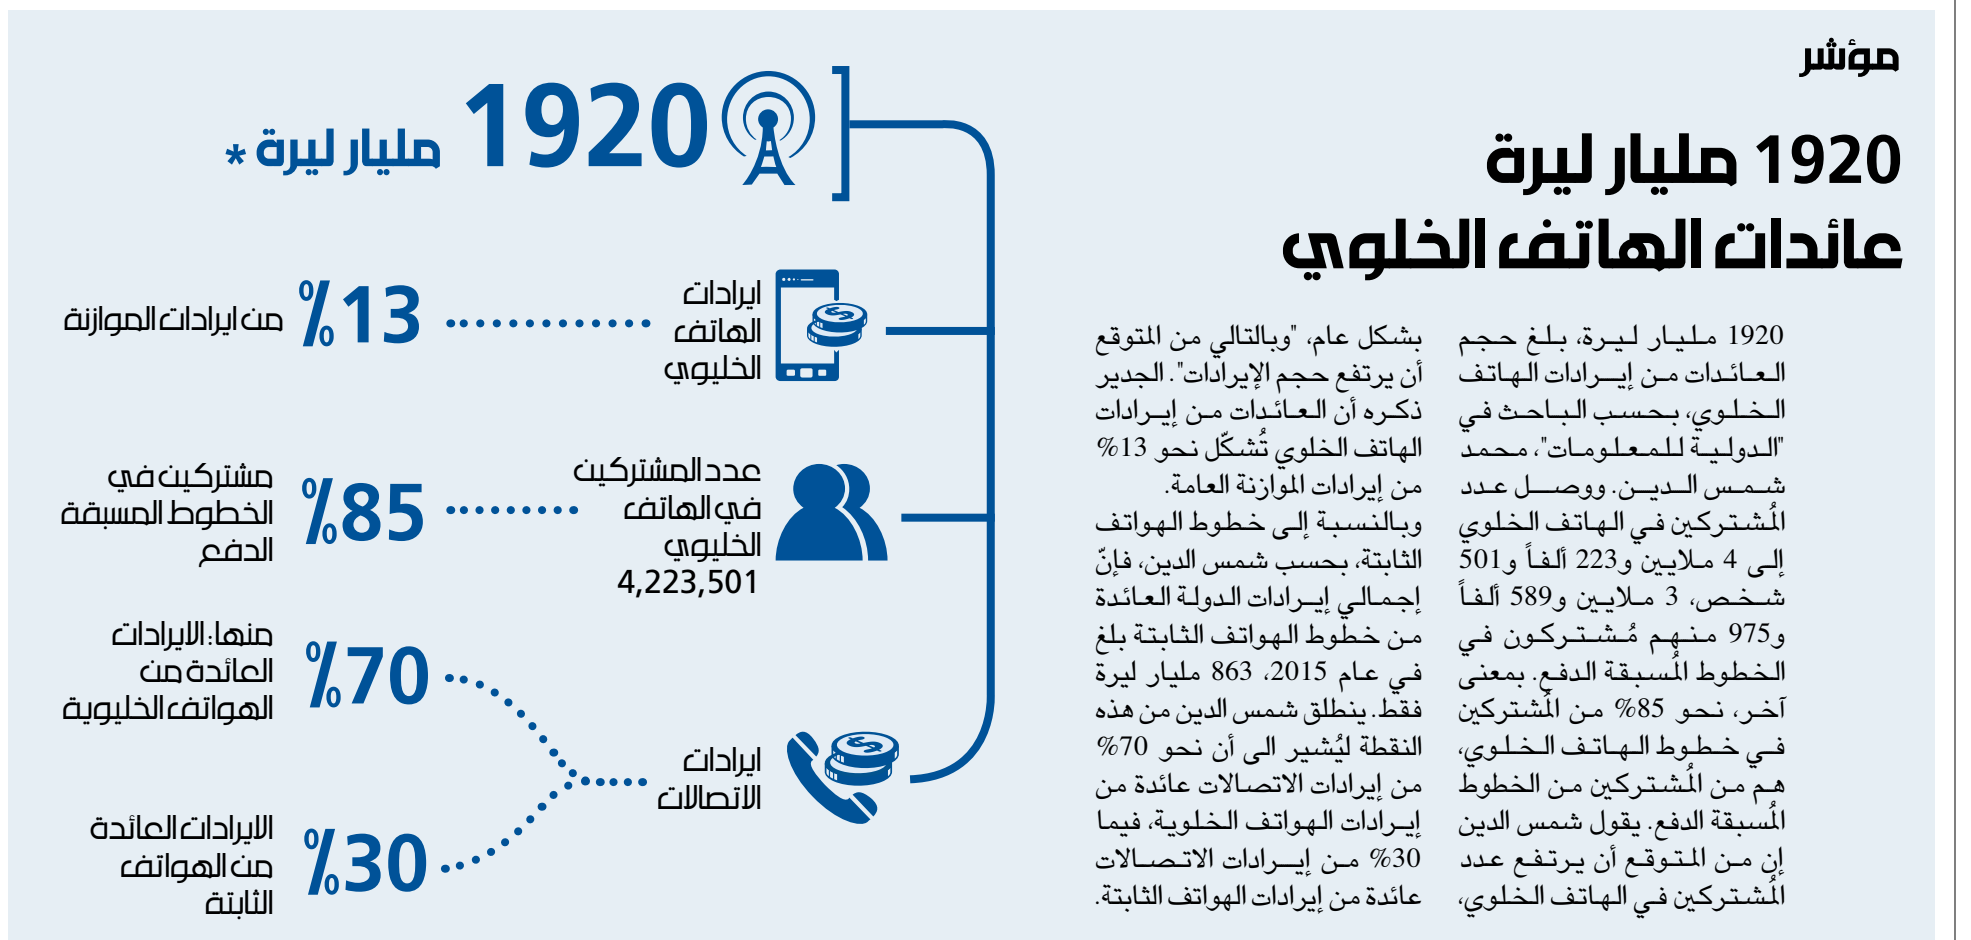 مؤشر
1920 مليار ليرة
عائدات الهاتف الخلوي
1920 مليار ليرة، بلغ حجم
العائدات من إيرادات الهاتف
الخلوي، بحسب الباحث في
"الدولية للمعلومات"، محمد
شمس الدين. ووصل عدد
المُشتركين في الهاتف الخلوي
إلى 4 ملايين و223 ألفاً و501
شخص، 3 ملايين و589 ألفاً
و975 منهم مُشتركون في
الخطوط المُسبقة الدفع. بمعنى
آخر، نحو 85% من المُشتركين
في خطوط الهاتف الخلوي،
هم من المُشتركين من الخطوط
المُسبقة الدفع. يقول شمس الدين
إن من المتوقع أن يرتفع عدد
المُشتركين في الهاتف الخلوي،
بشكل عام، "وبالتالي من المتوقع
أن يرتفع حجم الإيرادات". الجدير
ذكره أن العائدات من إيرادات
الهاتف الخلوي تُشكّل نحو 13%
من إيرادات الموازنة العامة.
وبالنسبة إلى خطوط الهواتف
الثابتة، بحسب شمس الدين، فإنّ
إجمالي إيرادات الدولة العائدة
من خطوط الهواتف الثابتة بلغ
في عام 2015، 863 مليار ليرة
فقط. ينطلق شمس الدين من هذه
النقطة ليُشير الى أن نحو 70%
من إيرادات الاتصالات عائدة من
إيرادات الهواتف الخلوية، فيما
30% من إيرادات الاتصالات
عائدة من إيرادات الهواتف الثابتة.
1920 مليار ليرة *
ايرادات
الهاتف
الخليوي
%13
من ايرادات الموازنة
عدد المشتركين
في الهاتف
الخليوي
4,223,501
%85
مشتركين في
الخطوط المسبقة
الدفع
ايرادات
الاتصالات
%70
منها: الايرادات
العائدة من
الهواتف الخليوية
%30
الايرادات العائدة
من الهواتف
الثابتة